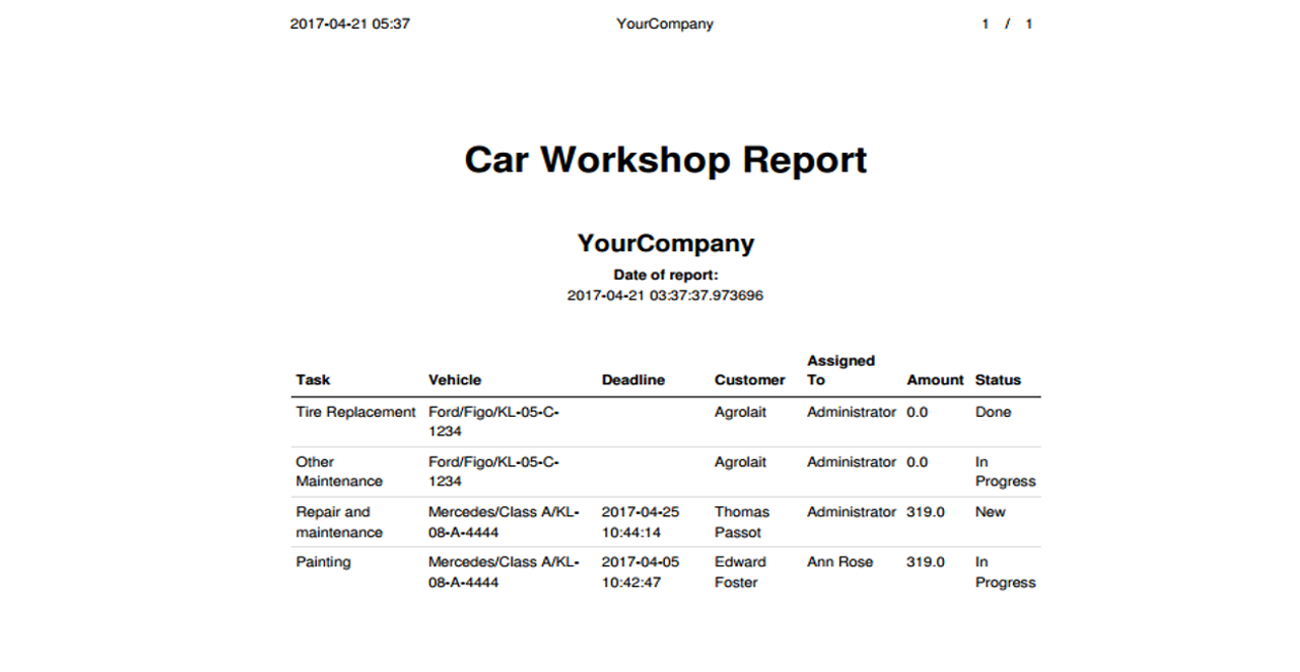 2017-04-21 05:37 YourCompany 1 / 1
Car Workshop Report
YourCompany
Date of report:
2017-04-21 03:37:37.973696
Assigned
Task Vehicle Deadline Customer To Amount Status
Tire Replacement Ford/Figo/KL-05-C- Agrolait Administrator 0.0 Done
1234
Other Ford/Figo/KL-05-C- Agrolait Administrator 0.0 In
Maintenance 1234 Progress
Repair and Mercedes/Class A/KL- 2017-04-25 Thomas Administrator 319.0 New
maintenance 08-A-4444 10:44:14 Passot
Painting Mercedes/Class A/KL- 2017-04-05 Edward Ann Rose 319.0 In
08-A-4444 10:42:47 Foster Progress